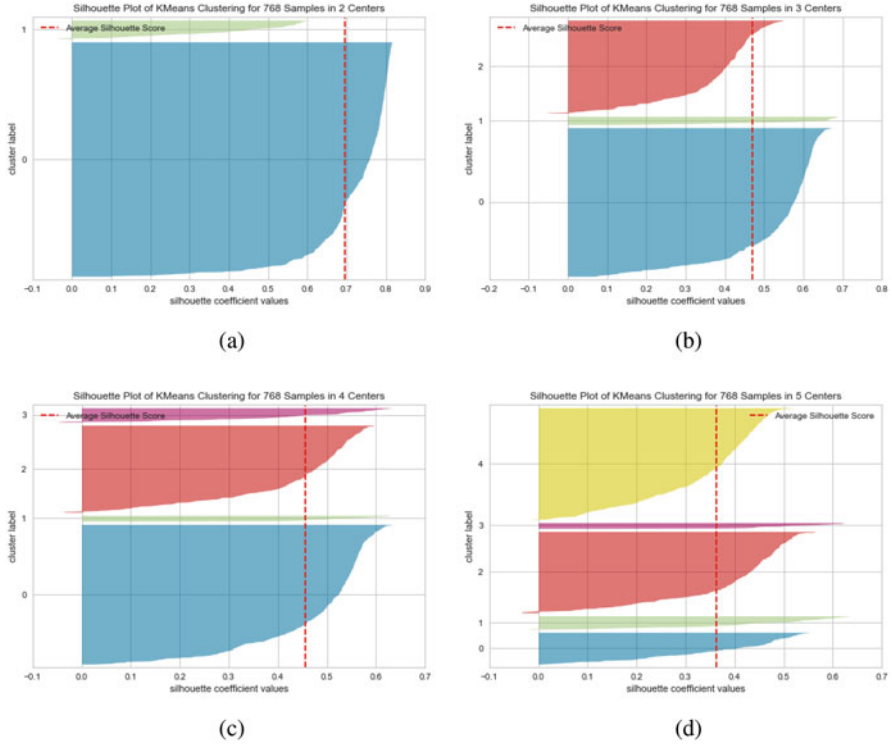 Silhouette Plot of KMeans Clustering for 768 Samples in 2 Centers
Average Silhouette Score
1
0
cluster label
−0.1 0.0 0.1 0.2 0.3 0.4 0.5 0.6 0.7 0.8 0.9
silhouette coefficient values
(a)
Silhouette Plot of KMeans Clustering for 768 Samples in 3 Centers
Average Silhouette Score
2
1
0
cluster label
−0.2 −0.1 0.0 0.1 0.2 0.3 0.4 0.5 0.6 0.7 0.8
silhouette coefficient values
(b)
Silhouette Plot of KMeans Clustering for 768 Samples in 4 Centers
Average Silhouette Score
3
2
1
0
cluster label
−0.1 0.0 0.1 0.2 0.3 0.4 0.5 0.6 0.7
silhouette coefficient values
(c)
Silhouette Plot of KMeans Clustering for 768 Samples in 5 Centers
Average Silhouette Score
4
3
2
1
0
cluster label
−0.1 0.0 0.1 0.2 0.3 0.4 0.5 0.6 0.7
silhouette coefficient values
(d)